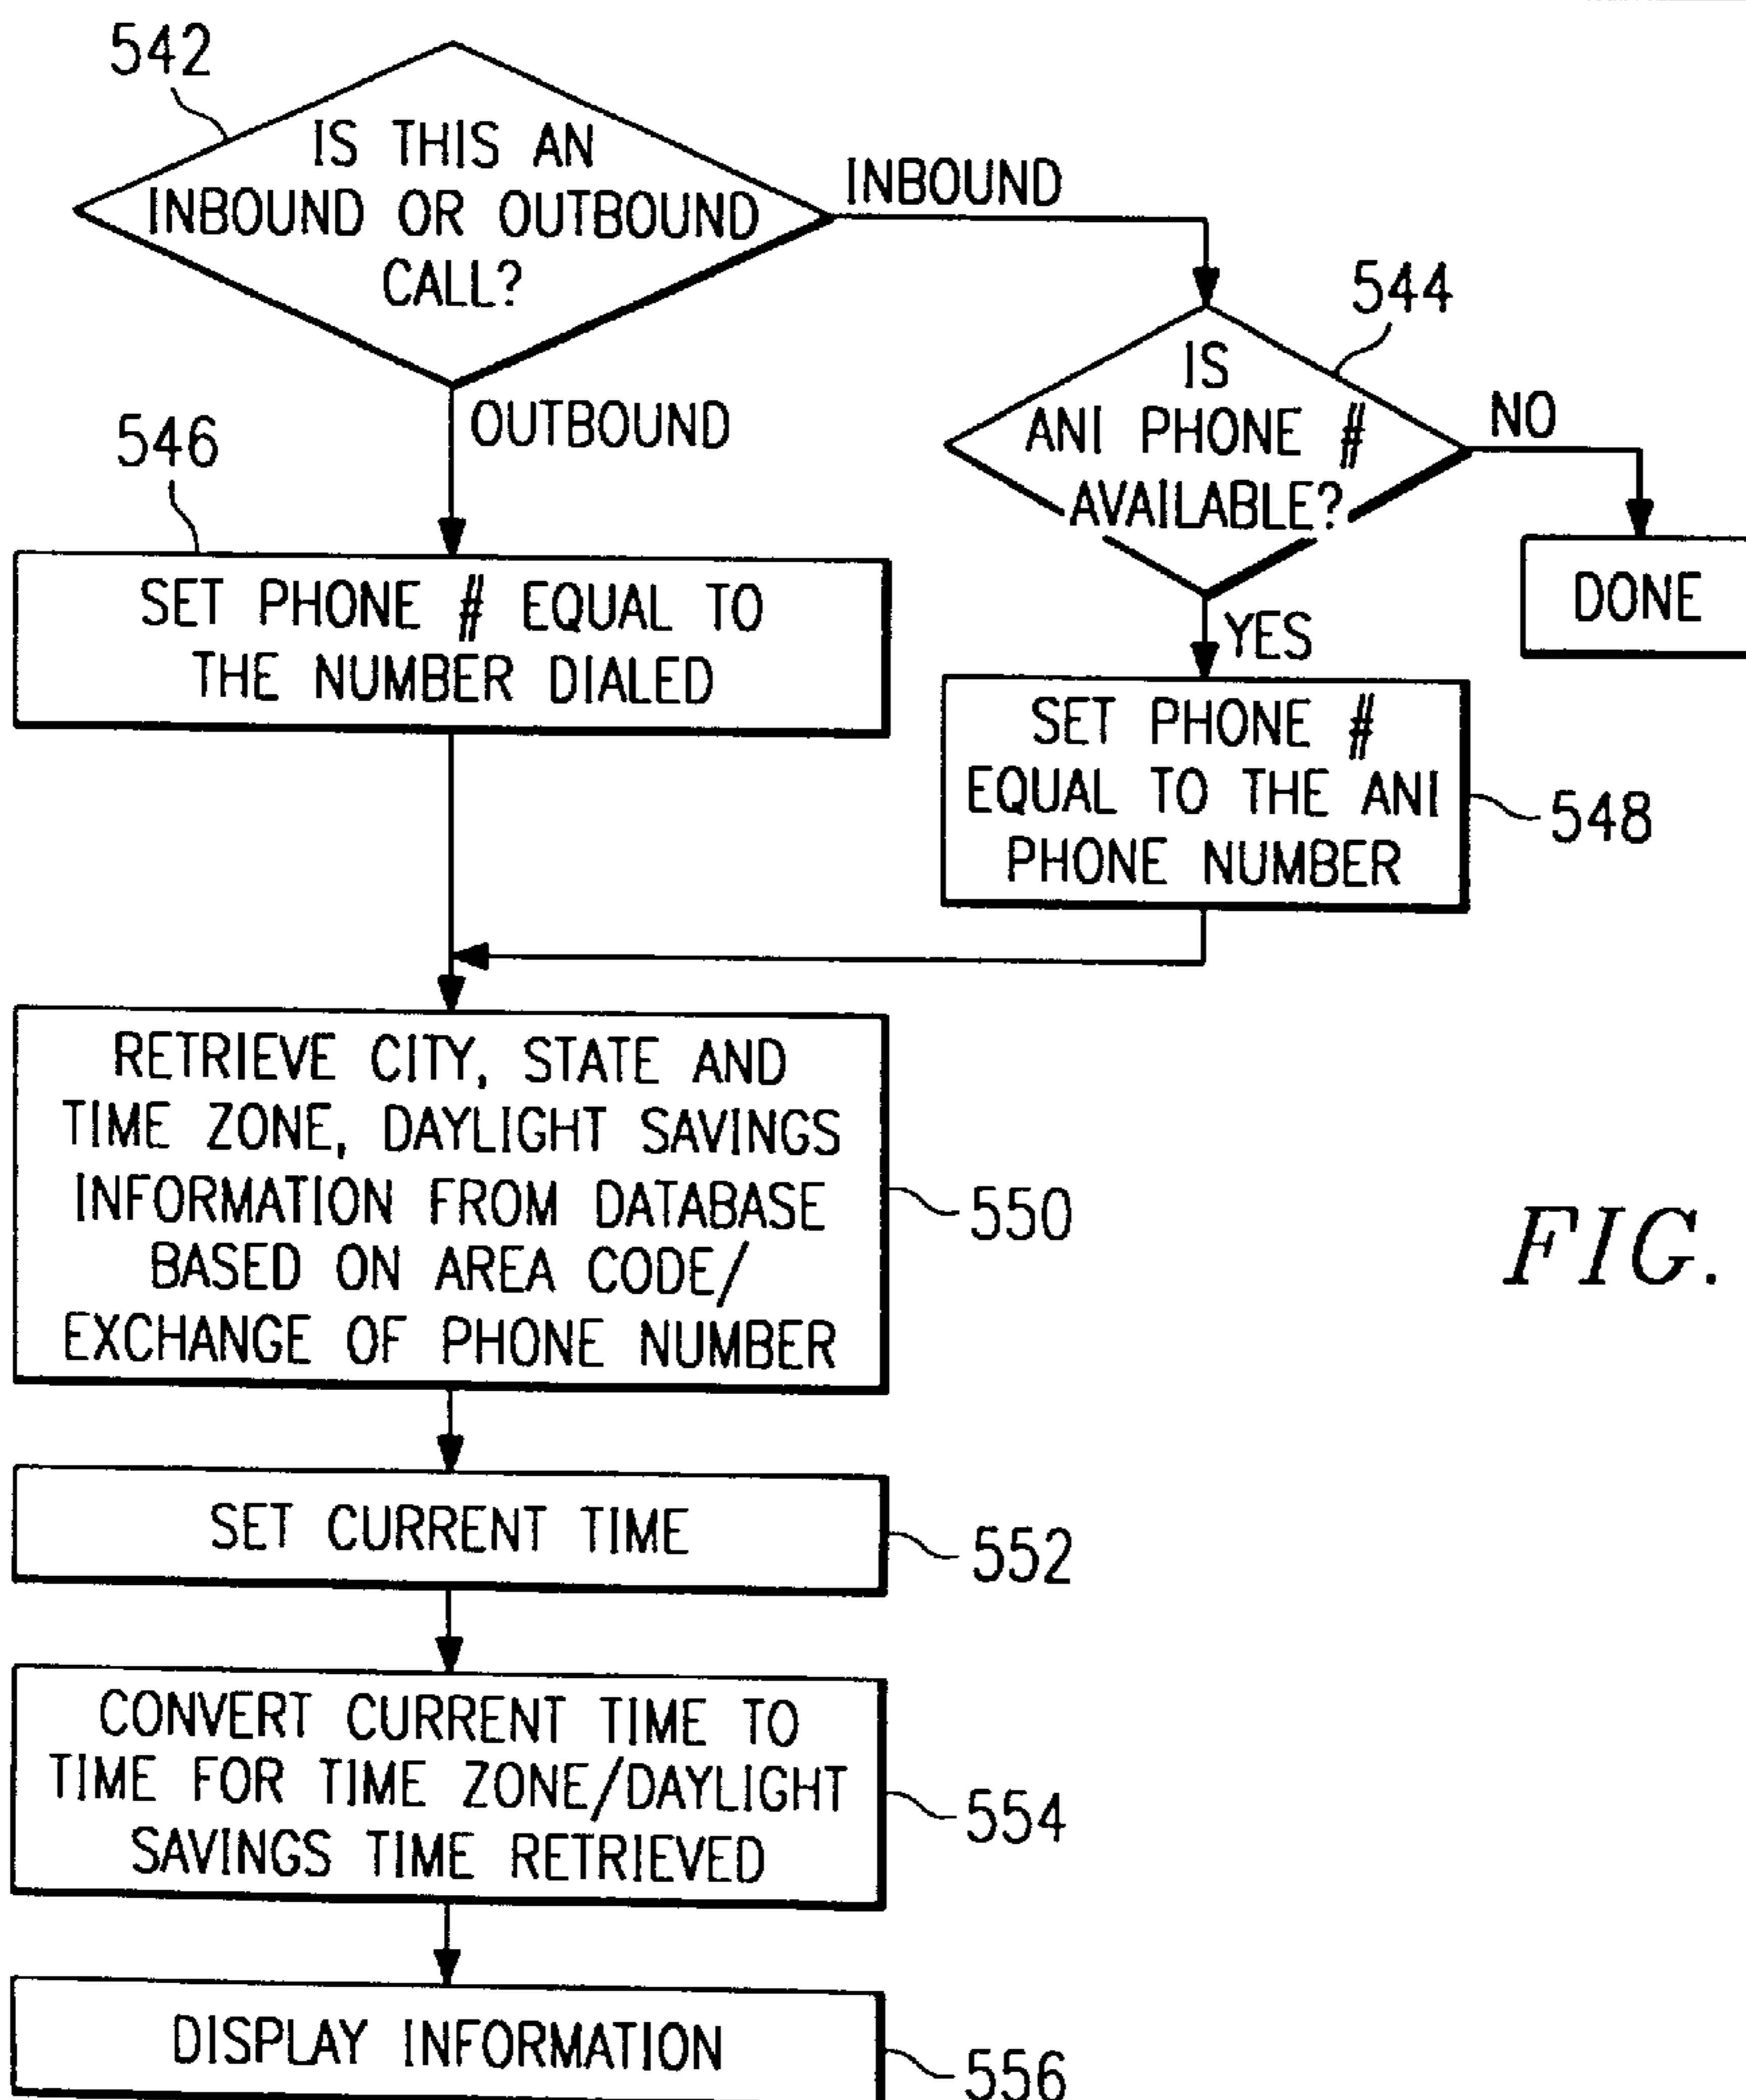 542
IS THIS AN
INBOUND OR OUTBOUND
CALL?
INBOUND
544
IS
ANI PHONE #
AVAILABLE?
NO
DONE
OUTBOUND
546
SET PHONE # EQUAL TO
THE NUMBER DIALED
YES
SET PHONE #
EQUAL TO THE ANI
PHONE NUMBER
548
RETRIEVE CITY, STATE AND
TIME ZONE, DAYLIGHT SAVINGS
INFORMATION FROM DATABASE
BASED ON AREA CODE/
EXCHANGE OF PHONE NUMBER
550
FIG.
SET CURRENT TIME
552
CONVERT CURRENT TIME TO
TIME FOR TIME ZONE/DAYLIGHT
SAVINGS TIME RETRIEVED
554
DISPLAY INFORMATION
556